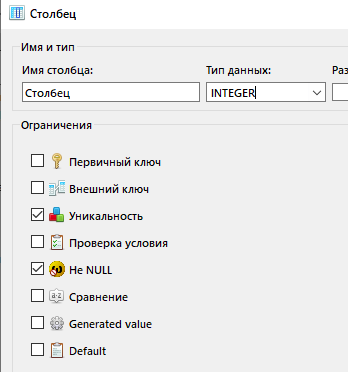 Столбец
Имя и тип
Имя столбца: Тип данных: Раз
Столбец INTEGER
Ограничения
Первичный ключ
Внешний ключ
Уникальность
Проверка условия
Не NULL
Сравнение
Generated value
Default